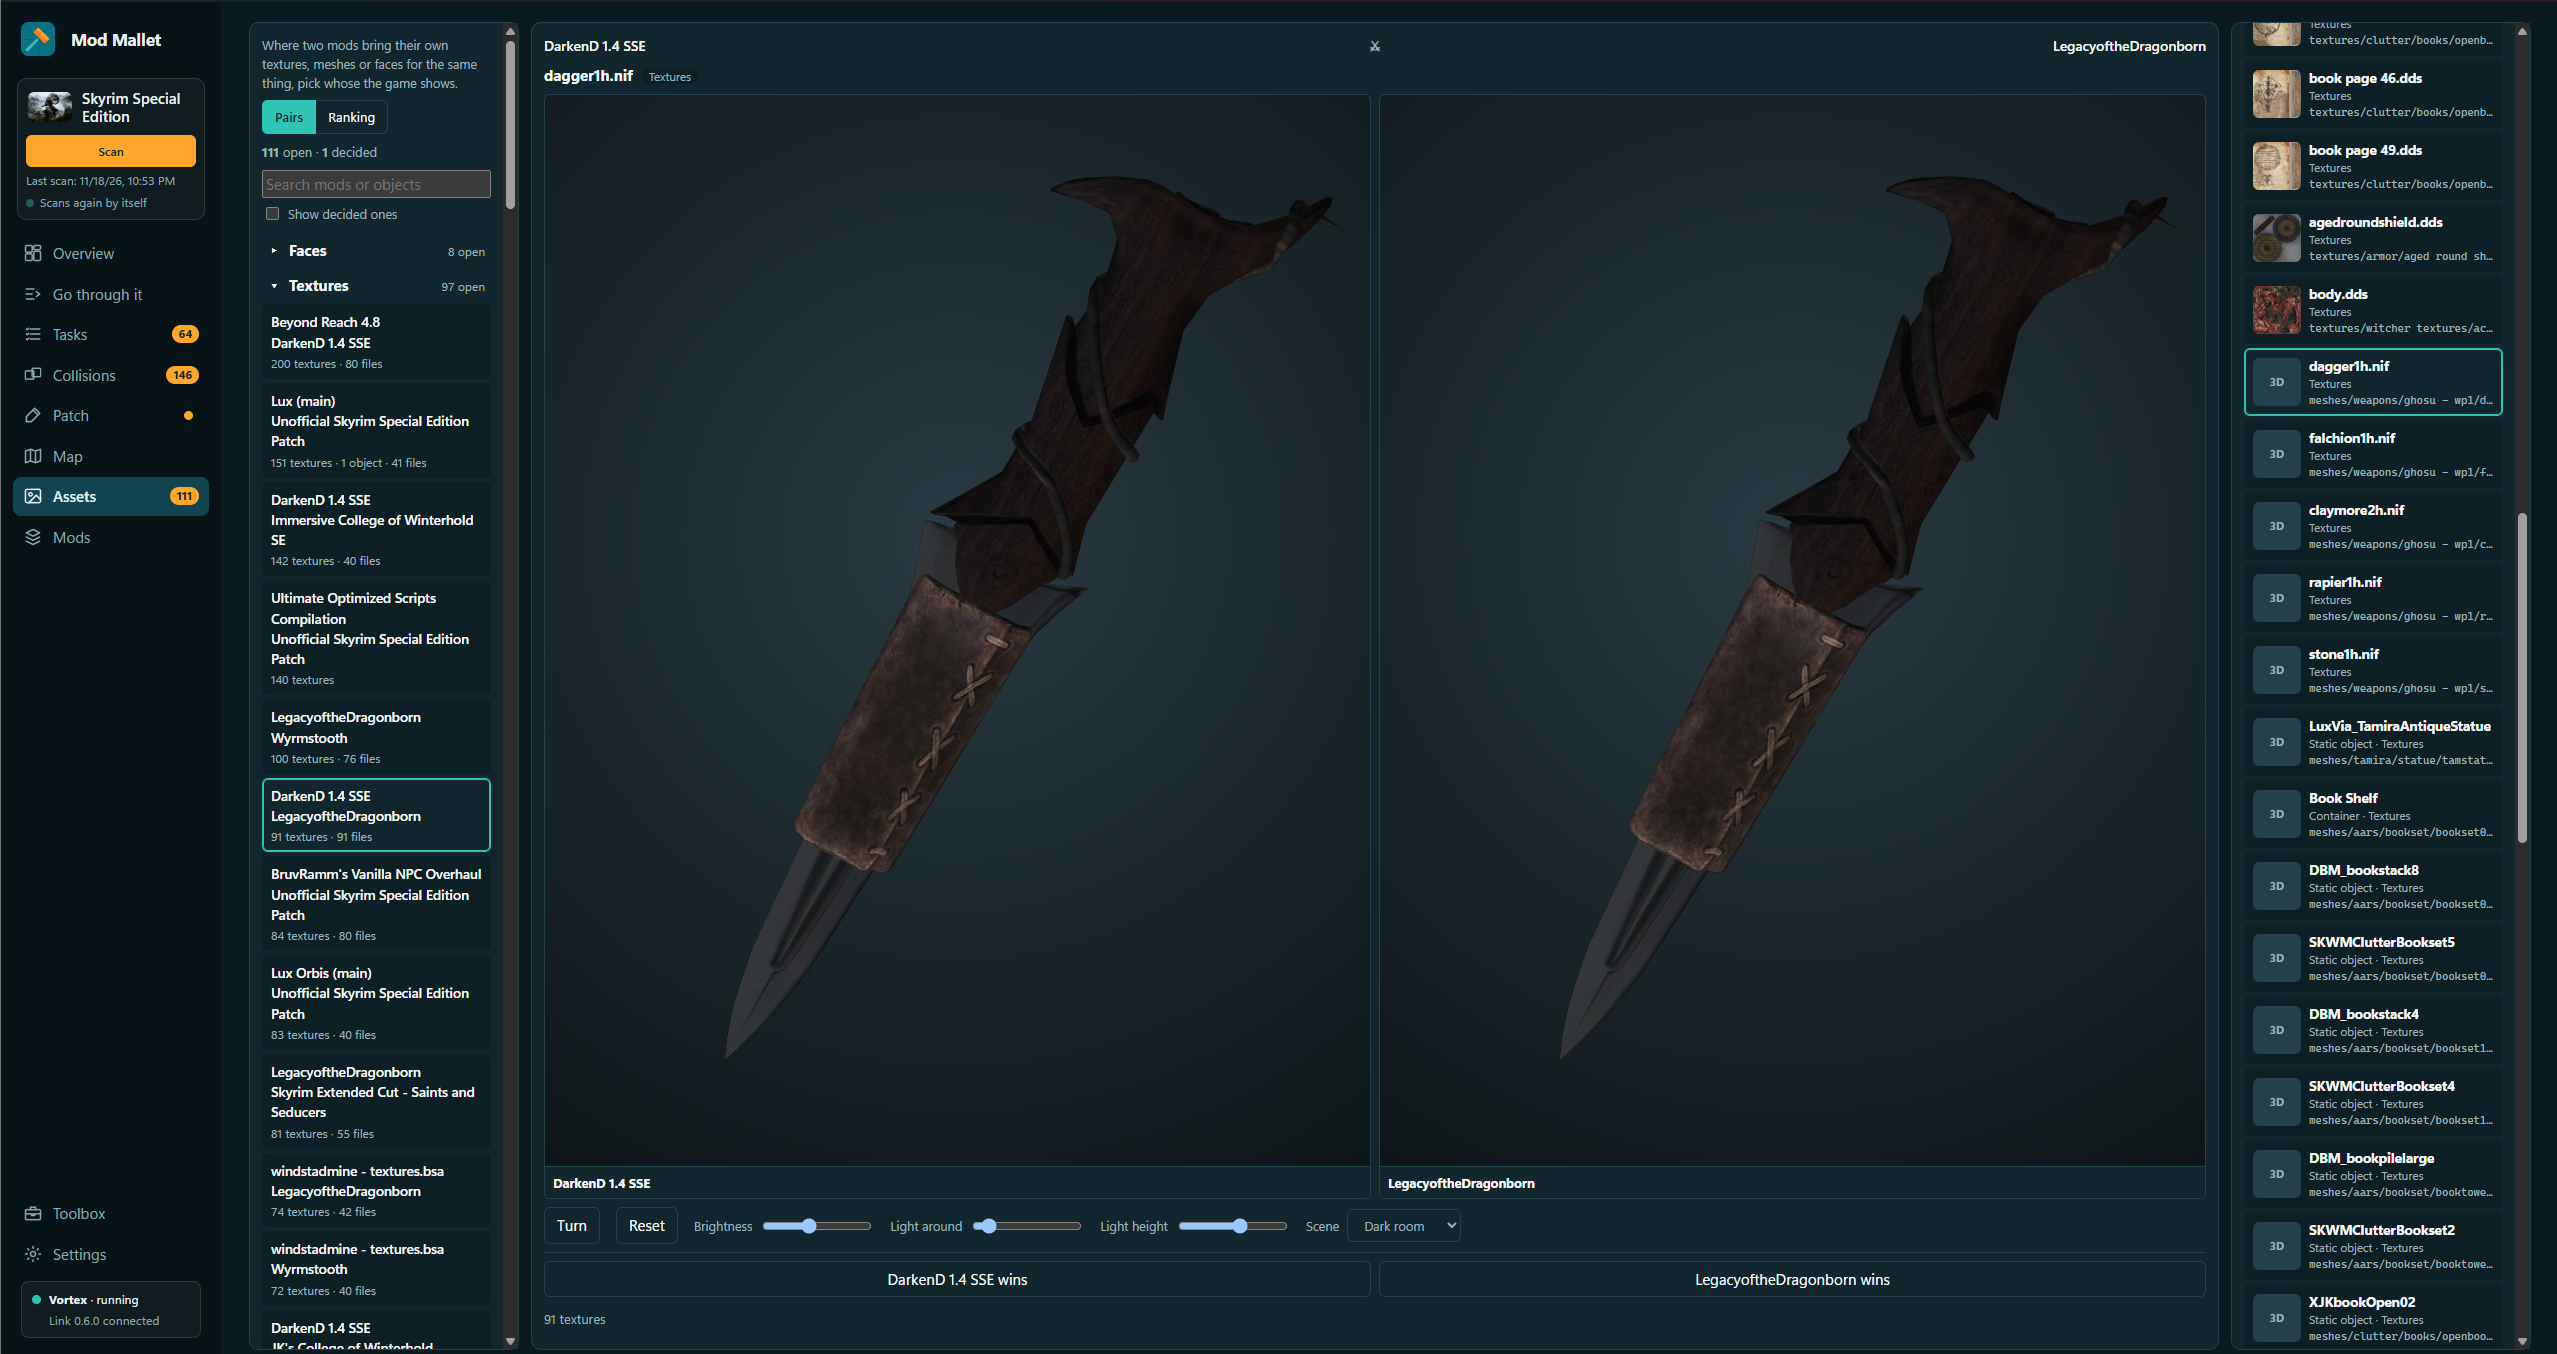 Mod Mallet
Skyrim Special
Edition
Scan
Last scan: 11/18/26, 10:53 PM
Scans again by itself
Overview
Go through it
Tasks
64
Collisions
146
Patch
Map
Assets
111
Mods
Toolbox
Settings
Vortex · running
Link 0.6.0 connected
Where two mods bring their own
textures, meshes or faces for the same
thing, pick whose the game shows.
Pairs
Ranking
111 open · 1 decided
Search mods or objects
Show decided ones
Faces
8 open
Textures
97 open
Beyond Reach 4.8
DarkenD 1.4 SSE
200 textures · 80 files
Lux (main)
Unofficial Skyrim Special Edition
Patch
151 textures · 1 object · 41 files
DarkenD 1.4 SSE
Immersive College of Winterhold
SE
142 textures · 40 files
Ultimate Optimized Scripts
Compilation
Unofficial Skyrim Special Edition
Patch
140 textures
LegacyoftheDragonborn
Wyrmstooth
100 textures · 76 files
DarkenD 1.4 SSE
LegacyoftheDragonborn
91 textures · 91 files
BruvRamm's Vanilla NPC Overhaul
Unofficial Skyrim Special Edition
Patch
84 textures · 80 files
Lux Orbis (main)
Unofficial Skyrim Special Edition
Patch
83 textures · 40 files
LegacyoftheDragonborn
Skyrim Extended Cut - Saints and
Seducers
81 textures · 55 files
windstadmine - textures.bsa
LegacyoftheDragonborn
74 textures · 42 files
windstadmine - textures.bsa
Wyrmstooth
72 textures · 40 files
DarkenD 1.4 SSE
JK's College of Winterhold
DarkenD 1.4 SSE
LegacyoftheDragonborn
dagger1h.nif
Textures
DarkenD 1.4 SSE
LegacyoftheDragonborn
Turn
Reset
Brightness
Light around
Light height
Scene
Dark room
DarkenD 1.4 SSE wins
LegacyoftheDragonborn wins
91 textures
Textures
textures/clutter/books/openb…
book page 46.dds
Textures
textures/clutter/books/openb…
book page 49.dds
Textures
textures/clutter/books/openb…
agedroundshield.dds
Textures
textures/armor/aged round sh…
body.dds
Textures
textures/witcher textures/ac…
3D
dagger1h.nif
Textures
meshes/weapons/ghosu - wp1/d…
3D
falchion1h.nif
Textures
meshes/weapons/ghosu - wp1/f…
3D
claymore2h.nif
Textures
meshes/weapons/ghosu - wp1/c…
3D
rapier1h.nif
Textures
meshes/weapons/ghosu - wp1/r…
3D
stone1h.nif
Textures
meshes/weapons/ghosu - wp1/s…
3D
LuxVia_TamiraAntiqueStatue
Static object · Textures
meshes/tamira/statue/tamstat…
3D
Book Shelf
Container · Textures
meshes/aars/bookset/bookset0…
3D
DBM_bookstack8
Static object · Textures
meshes/aars/bookset/bookset0…
3D
SKWMClutterBookset5
Static object · Textures
meshes/aars/bookset/bookset0…
3D
DBM_bookstack4
Static object · Textures
meshes/aars/bookset/bookset1…
3D
SKWMClutterBookset4
Static object · Textures
meshes/aars/bookset/bookset1…
3D
DBM_bookpilelarge
Static object · Textures
meshes/aars/bookset/booktowe…
3D
SKWMClutterBookset2
Static object · Textures
meshes/aars/bookset/booktowe…
3D
XJKbookOpen02
Static object · Textures
meshes/clutter/books/openboo…